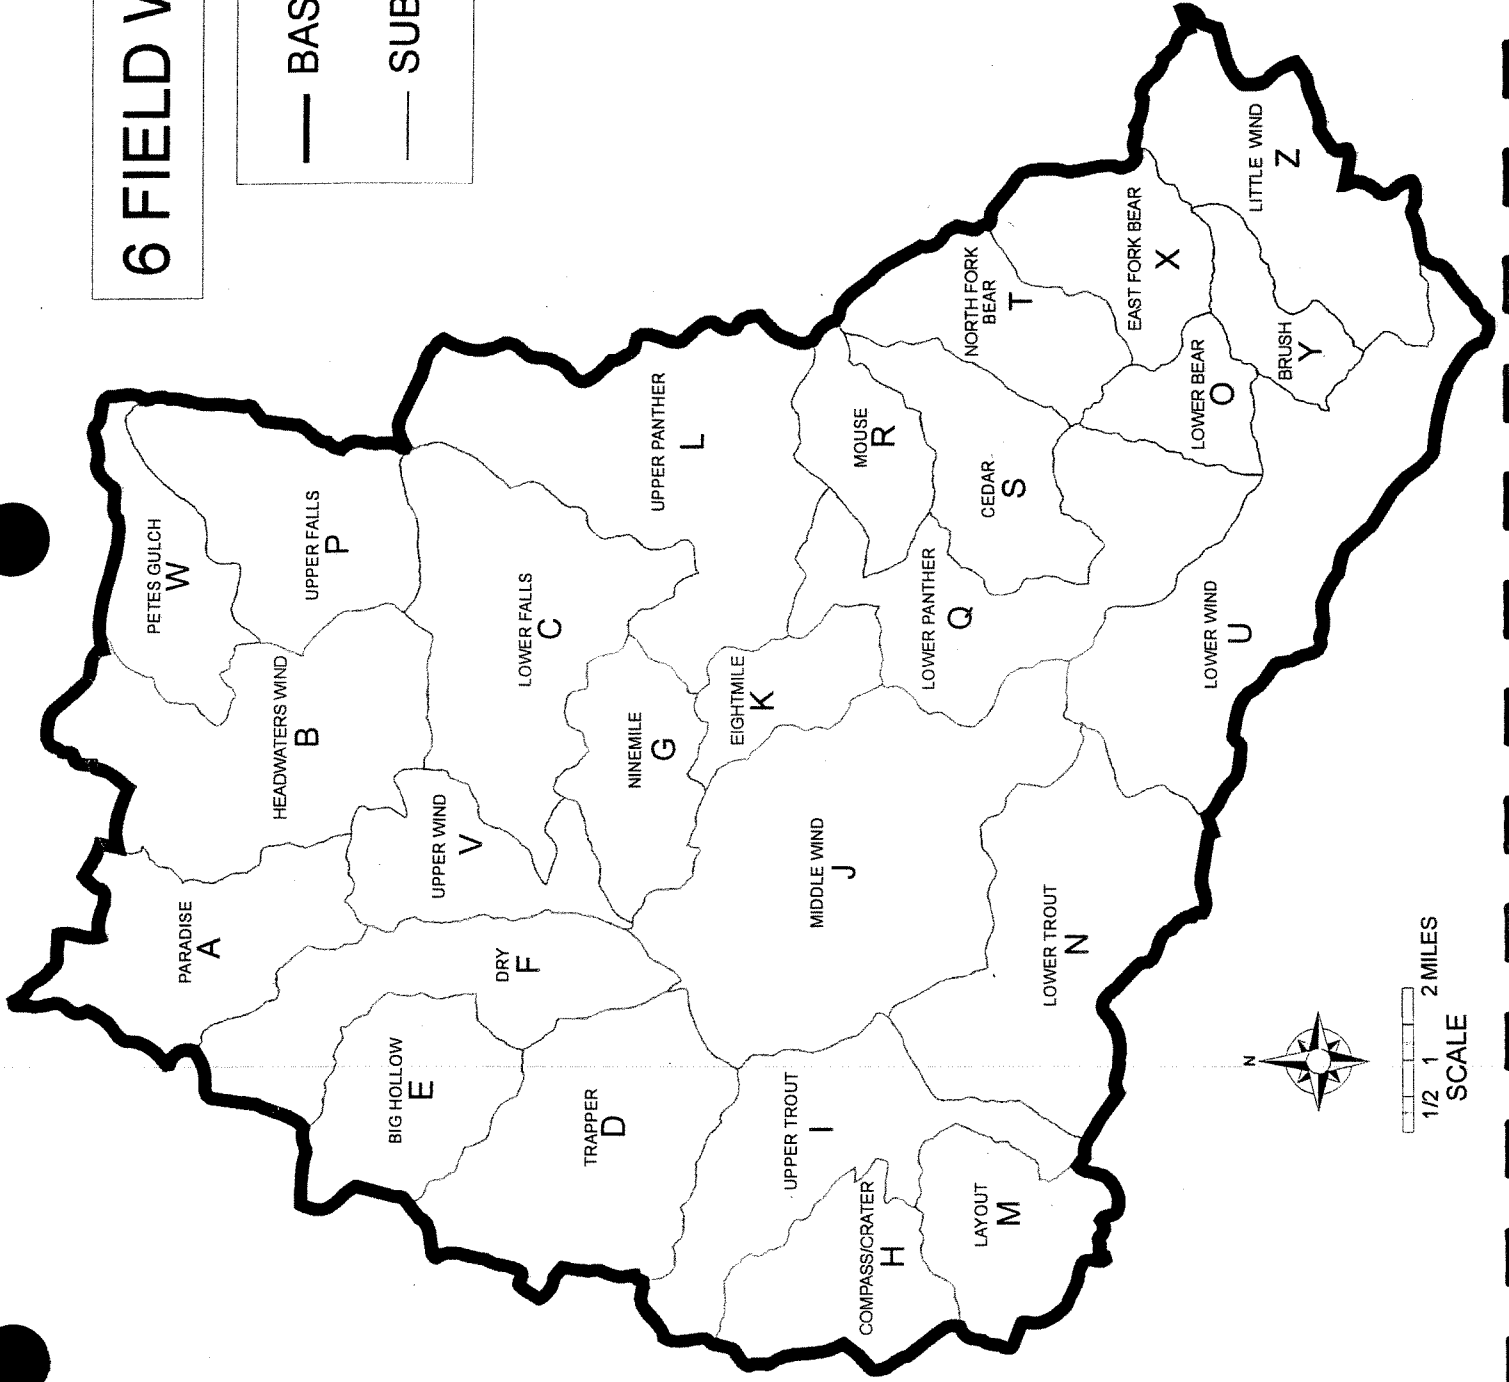 6 FIELD W
BAS
SUB
PARADISE
A
HEADWATERS WIND
B
PETES GULCH
W
UPPER FALLS
P
BIG HOLLOW
E
DRY
F
UPPER WIND
V
LOWER FALLS
C
TRAPPER
D
NINEMILE
G
UPPER PANTHER
L
UPPER TROUT
I
MIDDLE WIND
J
EIGHTMILE
K
MOUSE
R
COMPASS/CRATER
H
LAYOUT
M
LOWER TROUT
N
LOWER PANTHER
Q
CEDAR
S
NORTH FORK
BEAR
T
EAST FORK BEAR
X
LOWER BEAR
O
LOWER WIND
U
BRUSH
Y
LITTLE WIND
Z
N
1/2 1 2 MILES
SCALE